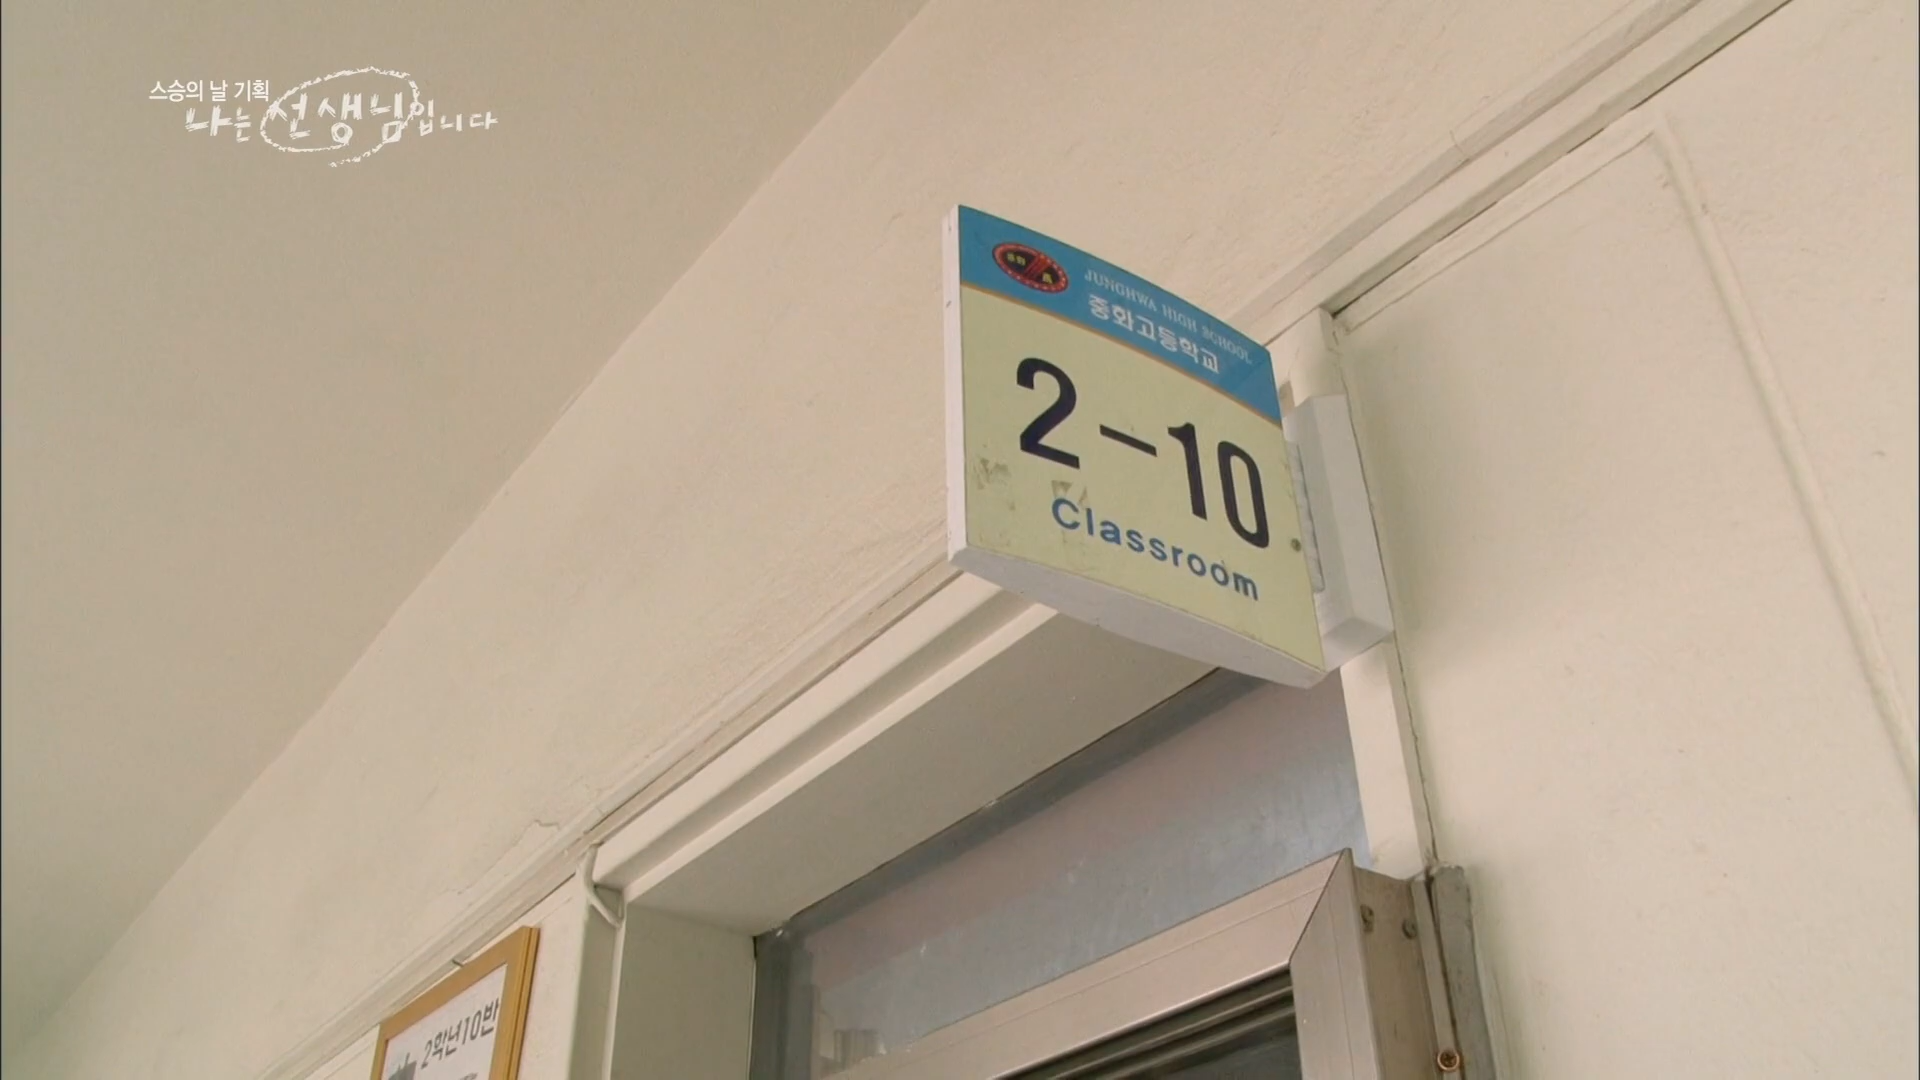 스승의 날 기획
나는 선생님입니다
JUNGHWA HIGH SCHOOL
중화고등학교
2-10
Classroom
2학년10반